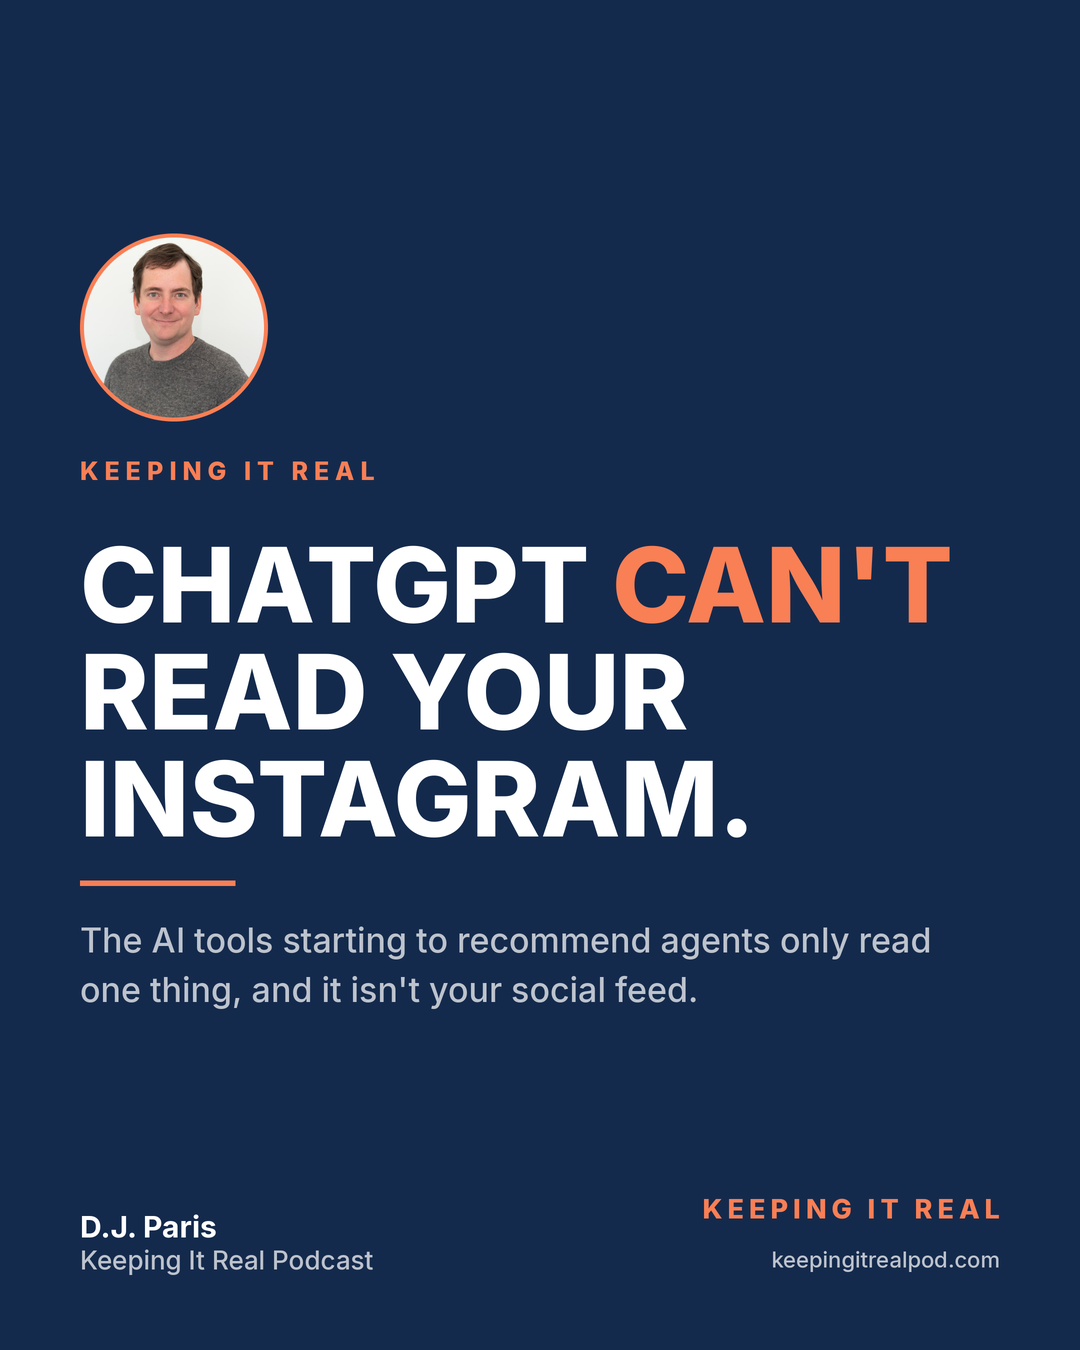 KEEPING IT REAL
CHATGPT CAN'T
READ YOUR
INSTAGRAM.
The AI tools starting to recommend agents only read
one thing, and it isn't your social feed.
D.J. Paris
Keeping It Real Podcast
KEEPING IT REAL
keepingitrealpod.com